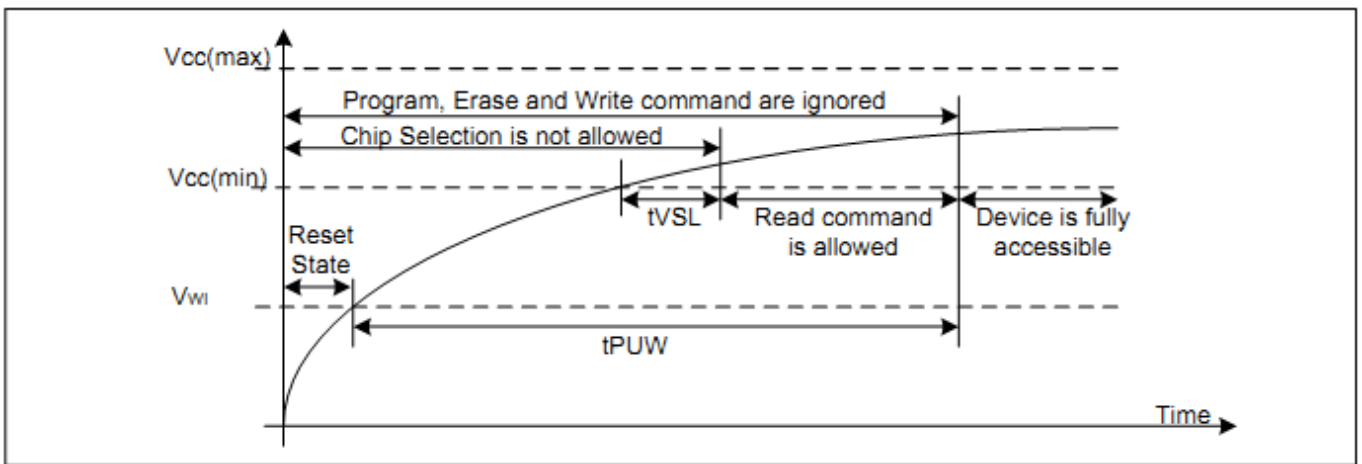 Vcc(max)
Program, Erase and Write command are ignored
Chip Selection is not allowed
Vcc(min)
tVSL
Read command
is allowed
Device is fully
accessible
Reset
State
VWI
tPUW
Time